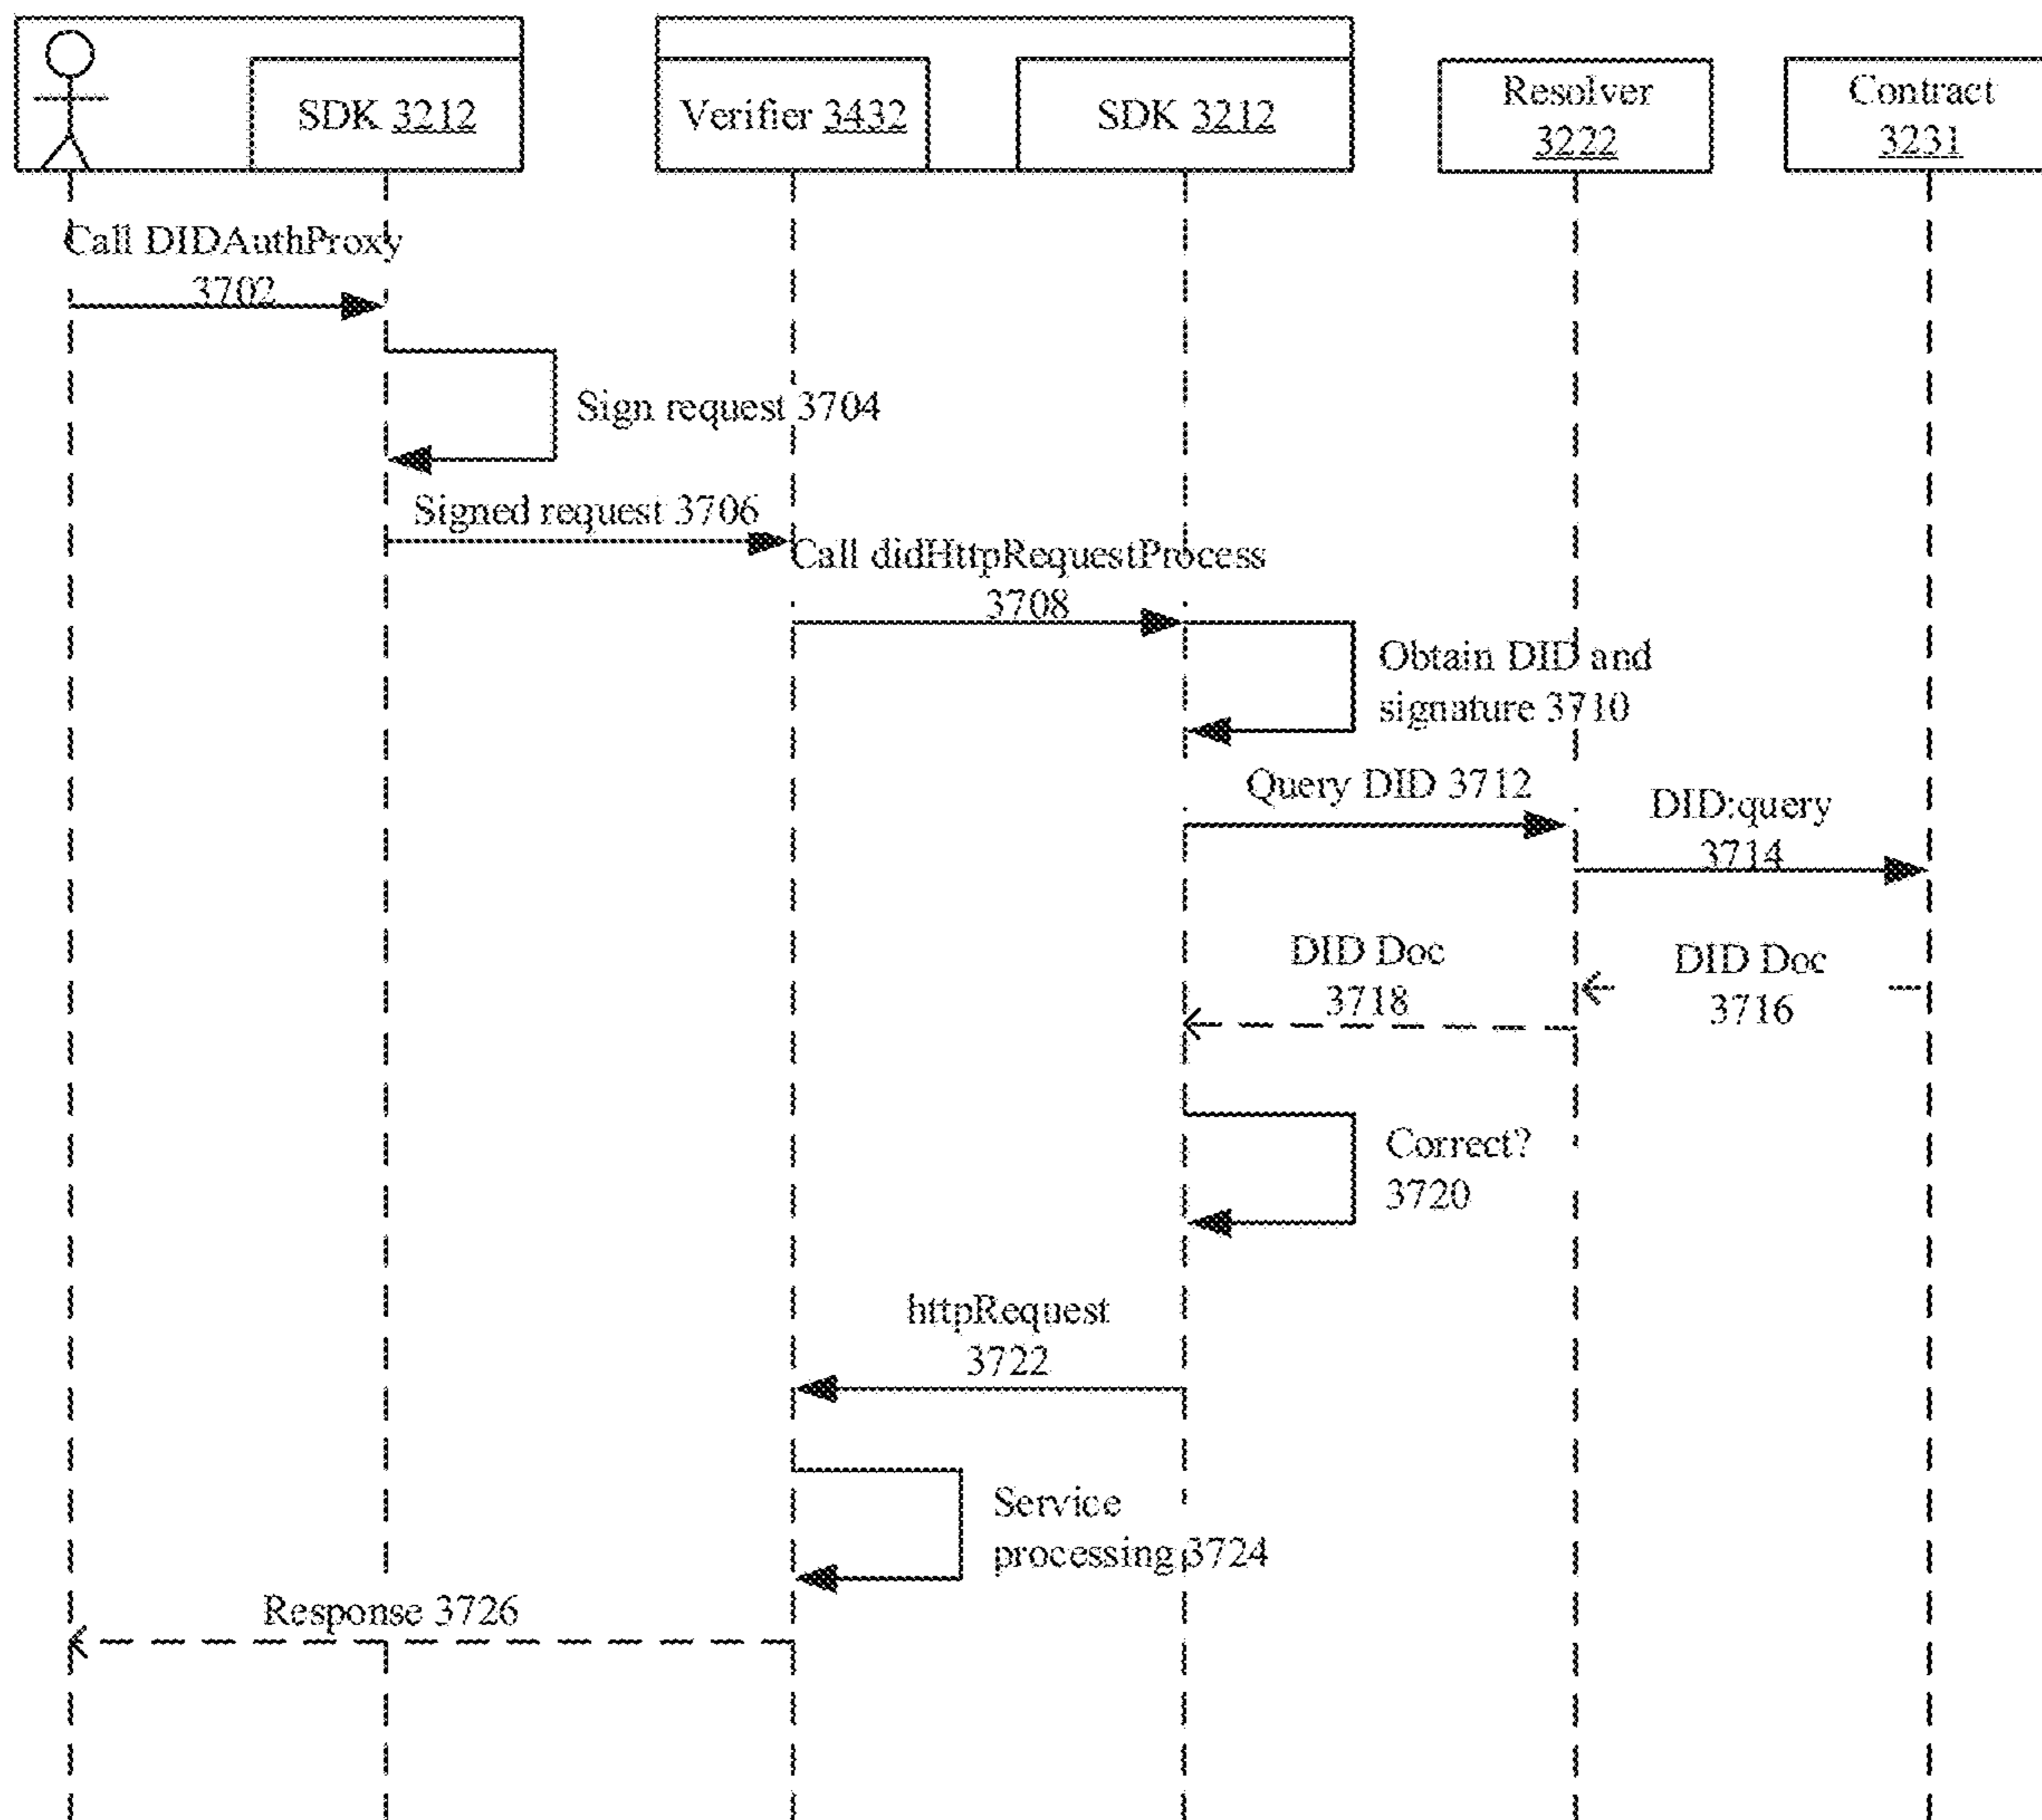 SDK 3212
Verifier 3432
SDK 3212
Resolver
3222
Contract
3231
Call DIDAuthProxy
3702
Sign request 3704
Signed request 3706
Call didHttpRequestProcess
3708
Obtain DID and
signature 3710
Query DID 3712
DID:query
3714
DID Doc
3716
DID Doc
3718
Correct?
3720
httpRequest
3722
Service
processing 3724
Response 3726